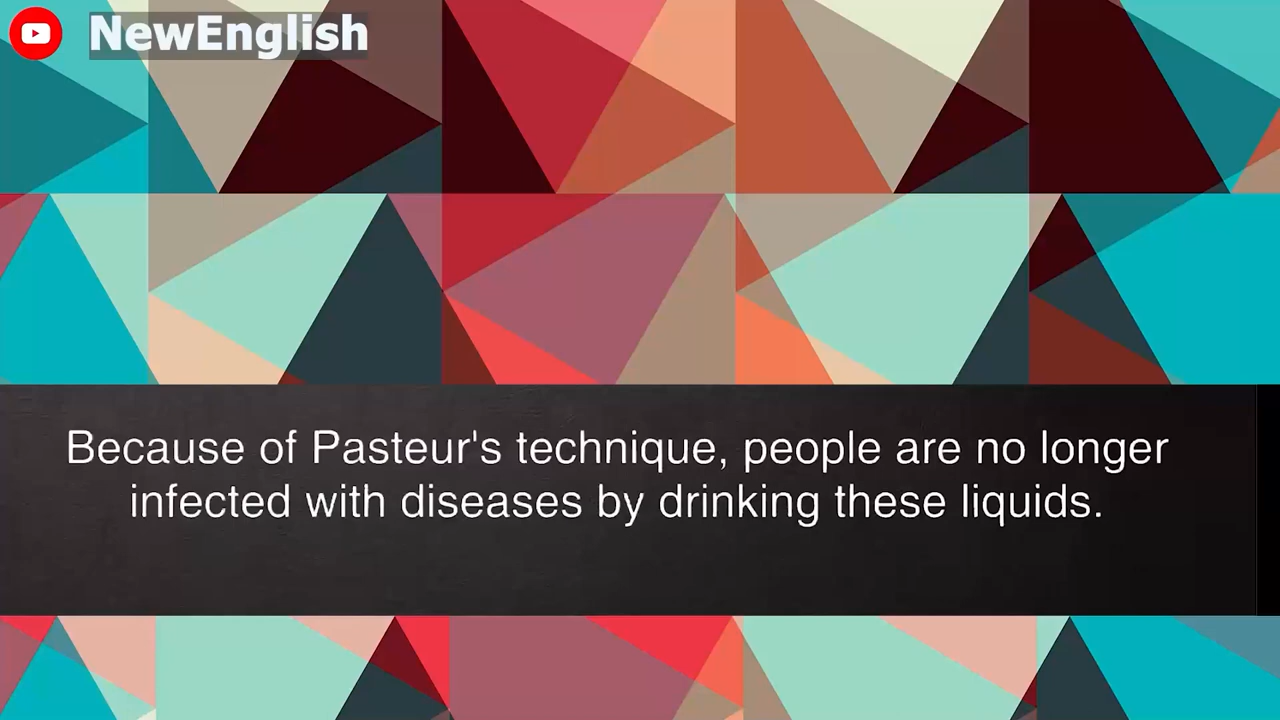 NewEnglish
Because of Pasteur's technique, people are no longer
infected with diseases by drinking these liquids.